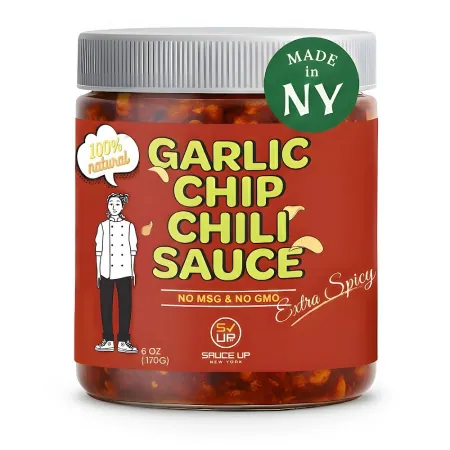 MADE
in
NY
100%
natural
GARLIC
CHIP
CHILI
SAUCE
NO MSG & NO GMO
Extra Spicy
UP
6 OZ
(170G)
SAUCE UP
NEW YORK